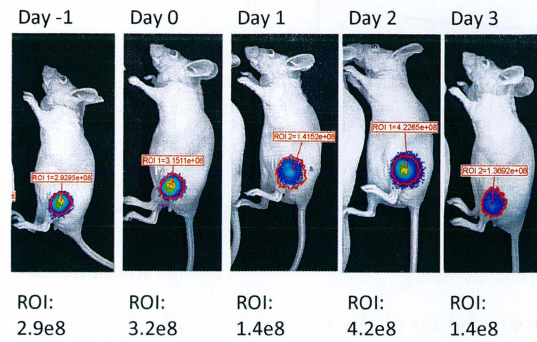 Day -1 Day 0 Day 1 Day 2 Day 3
ROI 1=2.9295e+08 ROI 1=3.1511e+08 ROI 2=1.4152e+08 ROI 1=4.2265e+08 ROI 2=1.3692e+08
ROI: ROI: ROI: ROI: ROI:
2.9e8 3.2e8 1.4e8 4.2e8 1.4e8